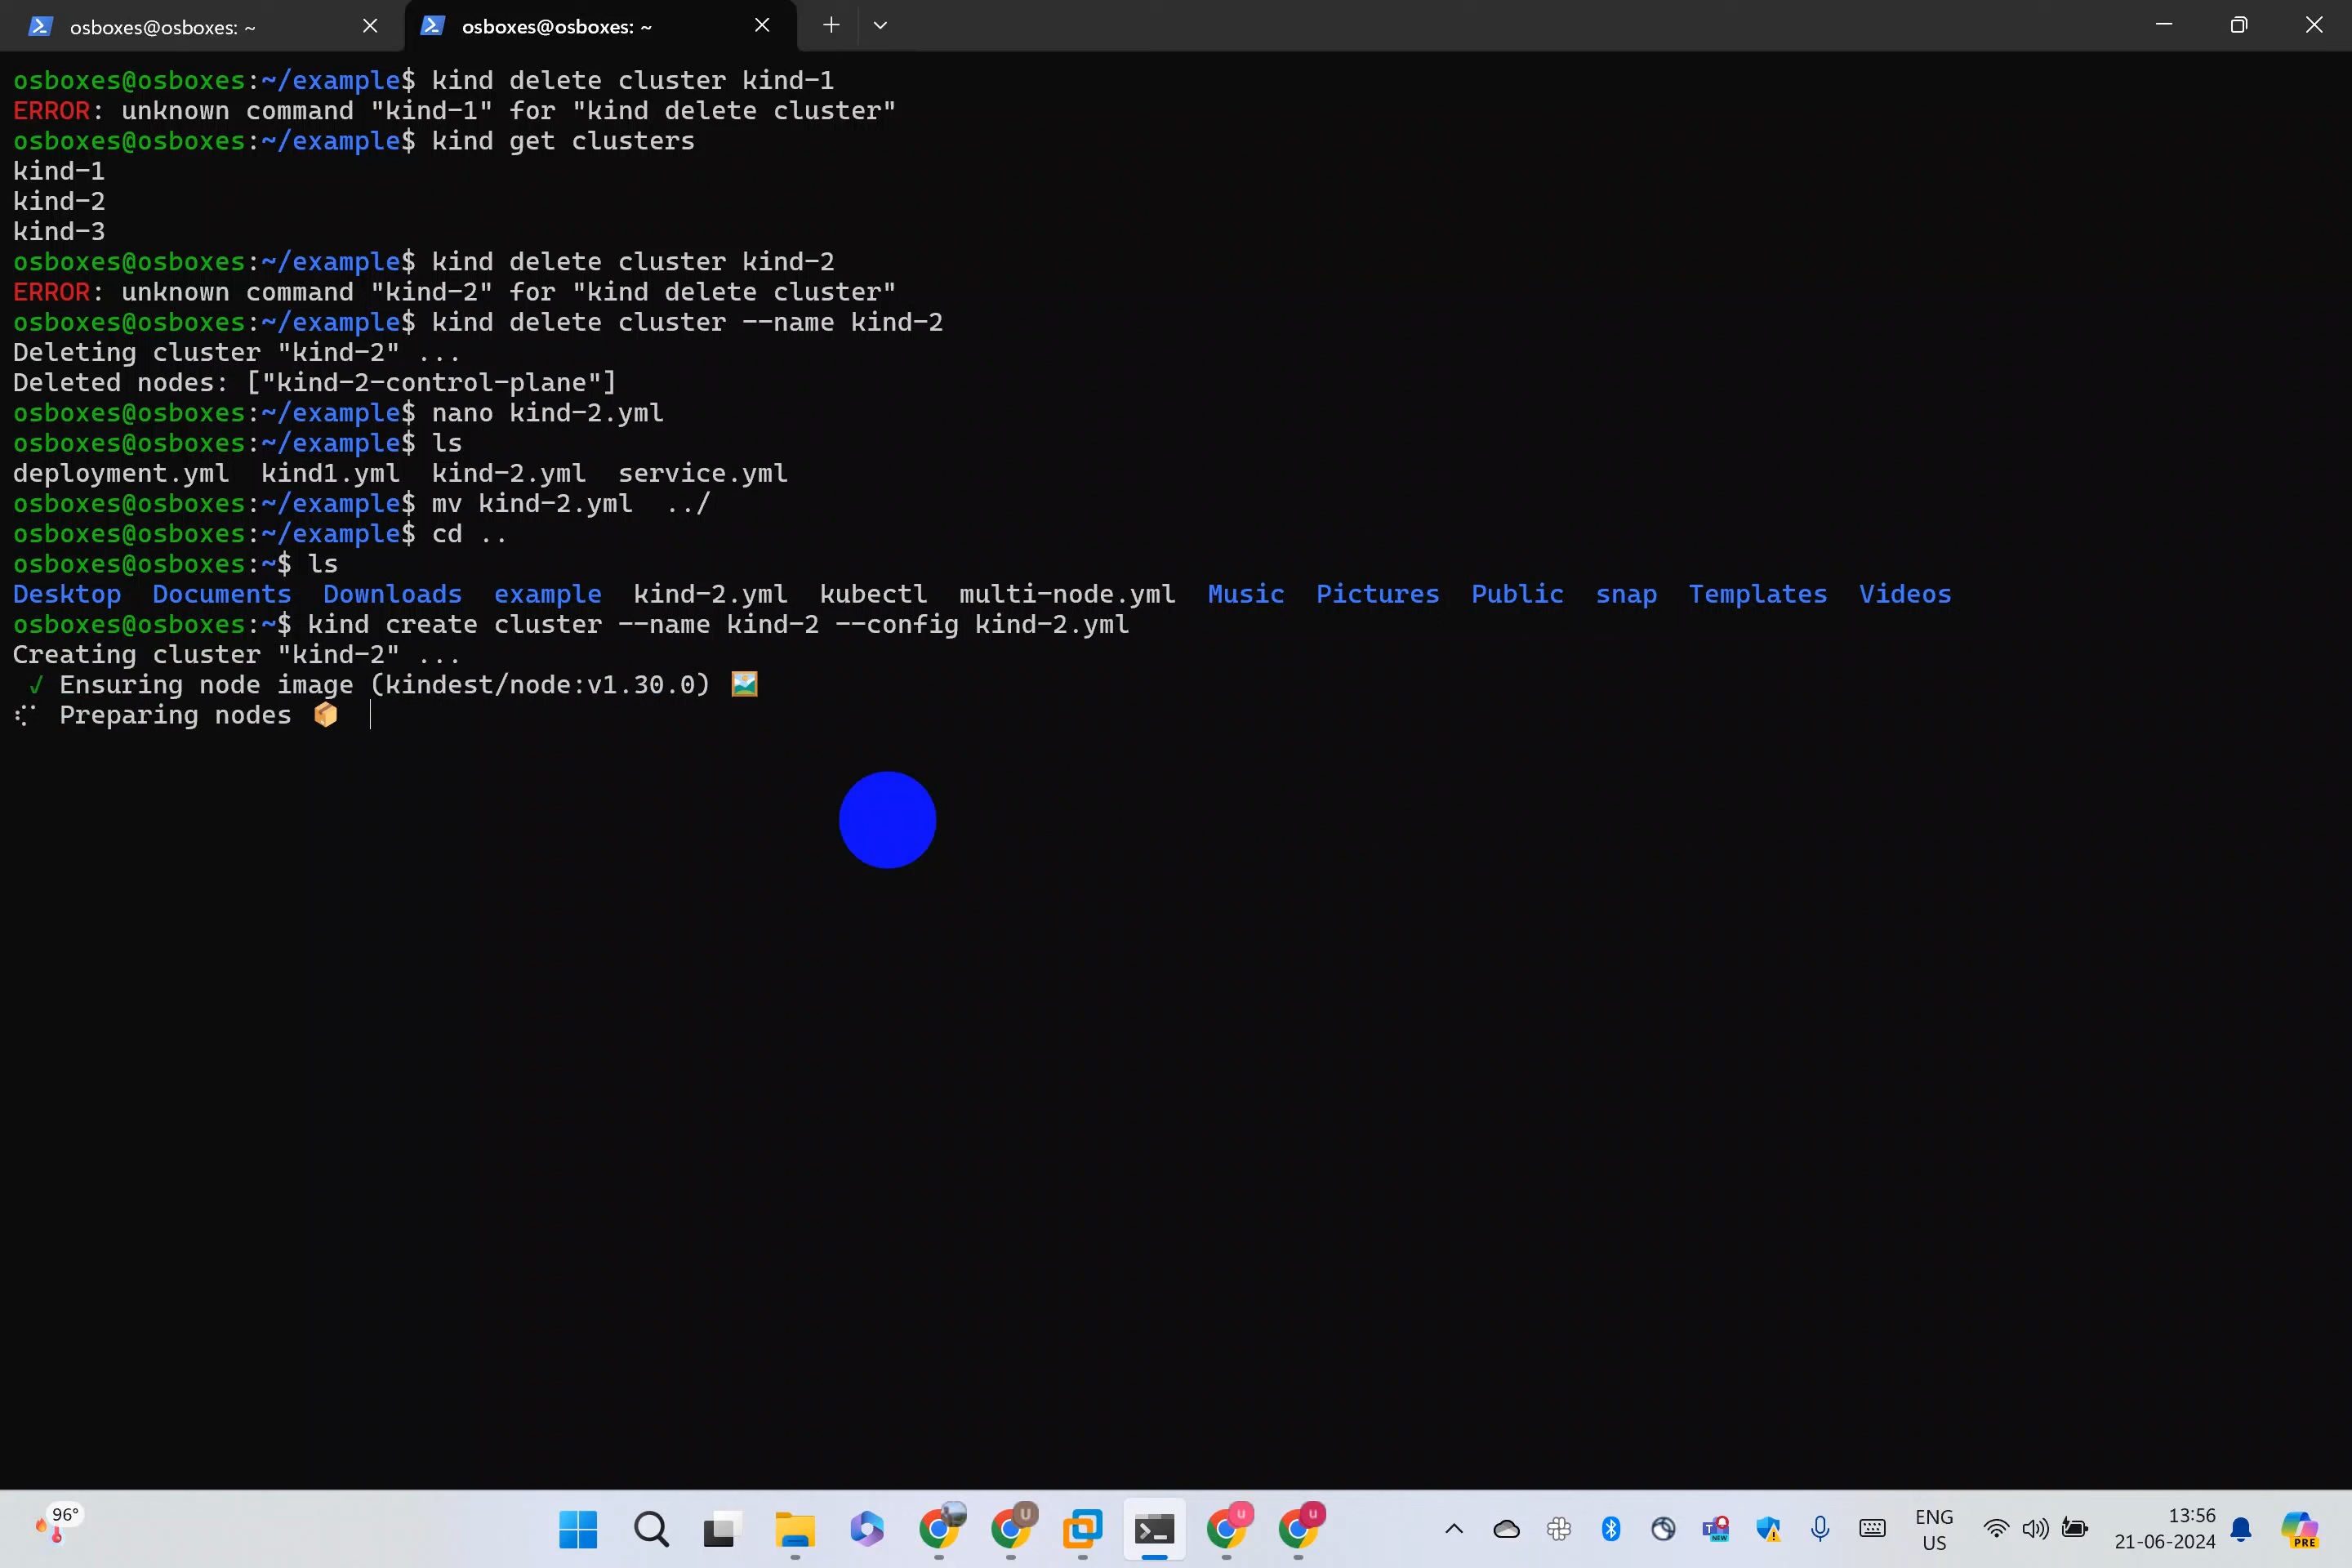 osboxes@osboxes: ~
osboxes@osboxes: ~
osboxes@osboxes:~/example$ kind delete cluster kind-1
ERROR: unknown command "kind-1" for "kind delete cluster"
osboxes@osboxes:~/example$ kind get clusters
kind-1
kind-2
kind-3
osboxes@osboxes:~/example$ kind delete cluster kind-2
ERROR: unknown command "kind-2" for "kind delete cluster"
osboxes@osboxes:~/example$ kind delete cluster --name kind-2
Deleting cluster "kind-2" ...
Deleted nodes: ["kind-2-control-plane"]
osboxes@osboxes:~/example$ nano kind-2.yml
osboxes@osboxes:~/example$ ls
deployment.yml  kind1.yml  kind-2.yml  service.yml
osboxes@osboxes:~/example$ mv kind-2.yml  ../
osboxes@osboxes:~/example$ cd ..
osboxes@osboxes:~$ ls
Desktop  Documents  Downloads  example  kind-2.yml  kubectl  multi-node.yml  Music  Pictures  Public  snap  Templates  Videos
osboxes@osboxes:~$ kind create cluster --name kind-2 --config kind-2.yml
Creating cluster "kind-2" ...
✓ Ensuring node image (kindest/node:v1.30.0) 🖼
Preparing nodes 📦
96°
U
u
u
NEW
ENG
US
13:56
21-06-2024
PRE